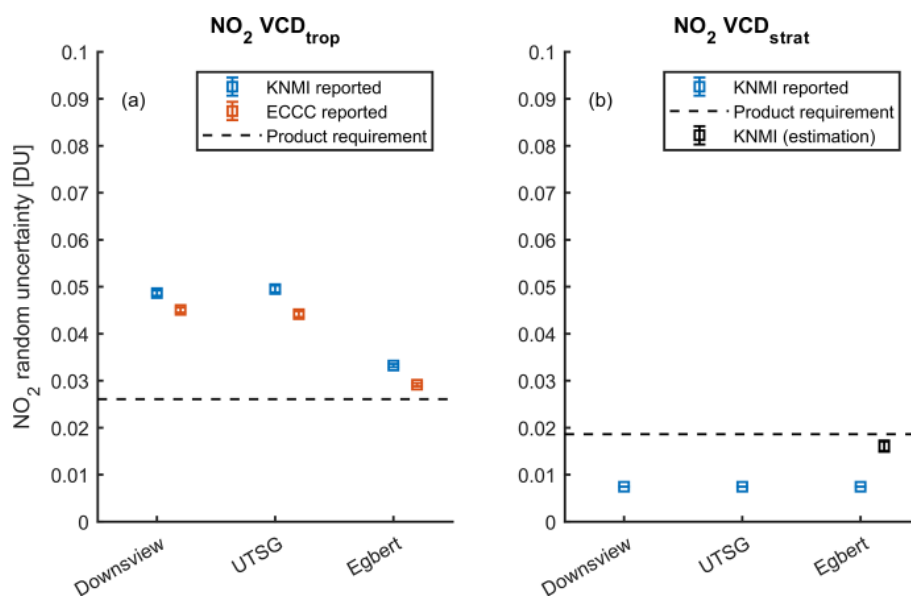 NO2 VCDtrop
(a)
KNMI reported
ECCC reported
Product requirement
NO2 random uncertainty [DU]
0.1
0.09
0.08
0.07
0.06
0.05
0.04
0.03
0.02
0.01
0
Downsview
UTSG
Egbert
NO2 VCDstrat
(b)
KNMI reported
Product requirement
KNMI (estimation)
0.1
0.09
0.08
0.07
0.06
0.05
0.04
0.03
0.02
0.01
0
Downsview
UTSG
Egbert